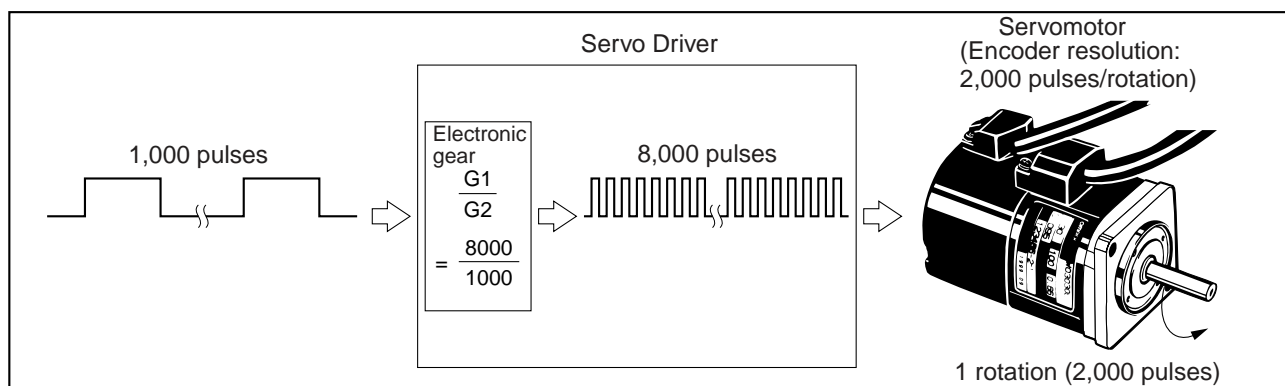 Servo Driver
Servomotor
(Encoder resolution:
2,000 pulses/rotation)
1,000 pulses
Electronic
gear
G1
G2
= 8000
1000
8,000 pulses
1 rotation (2,000 pulses)